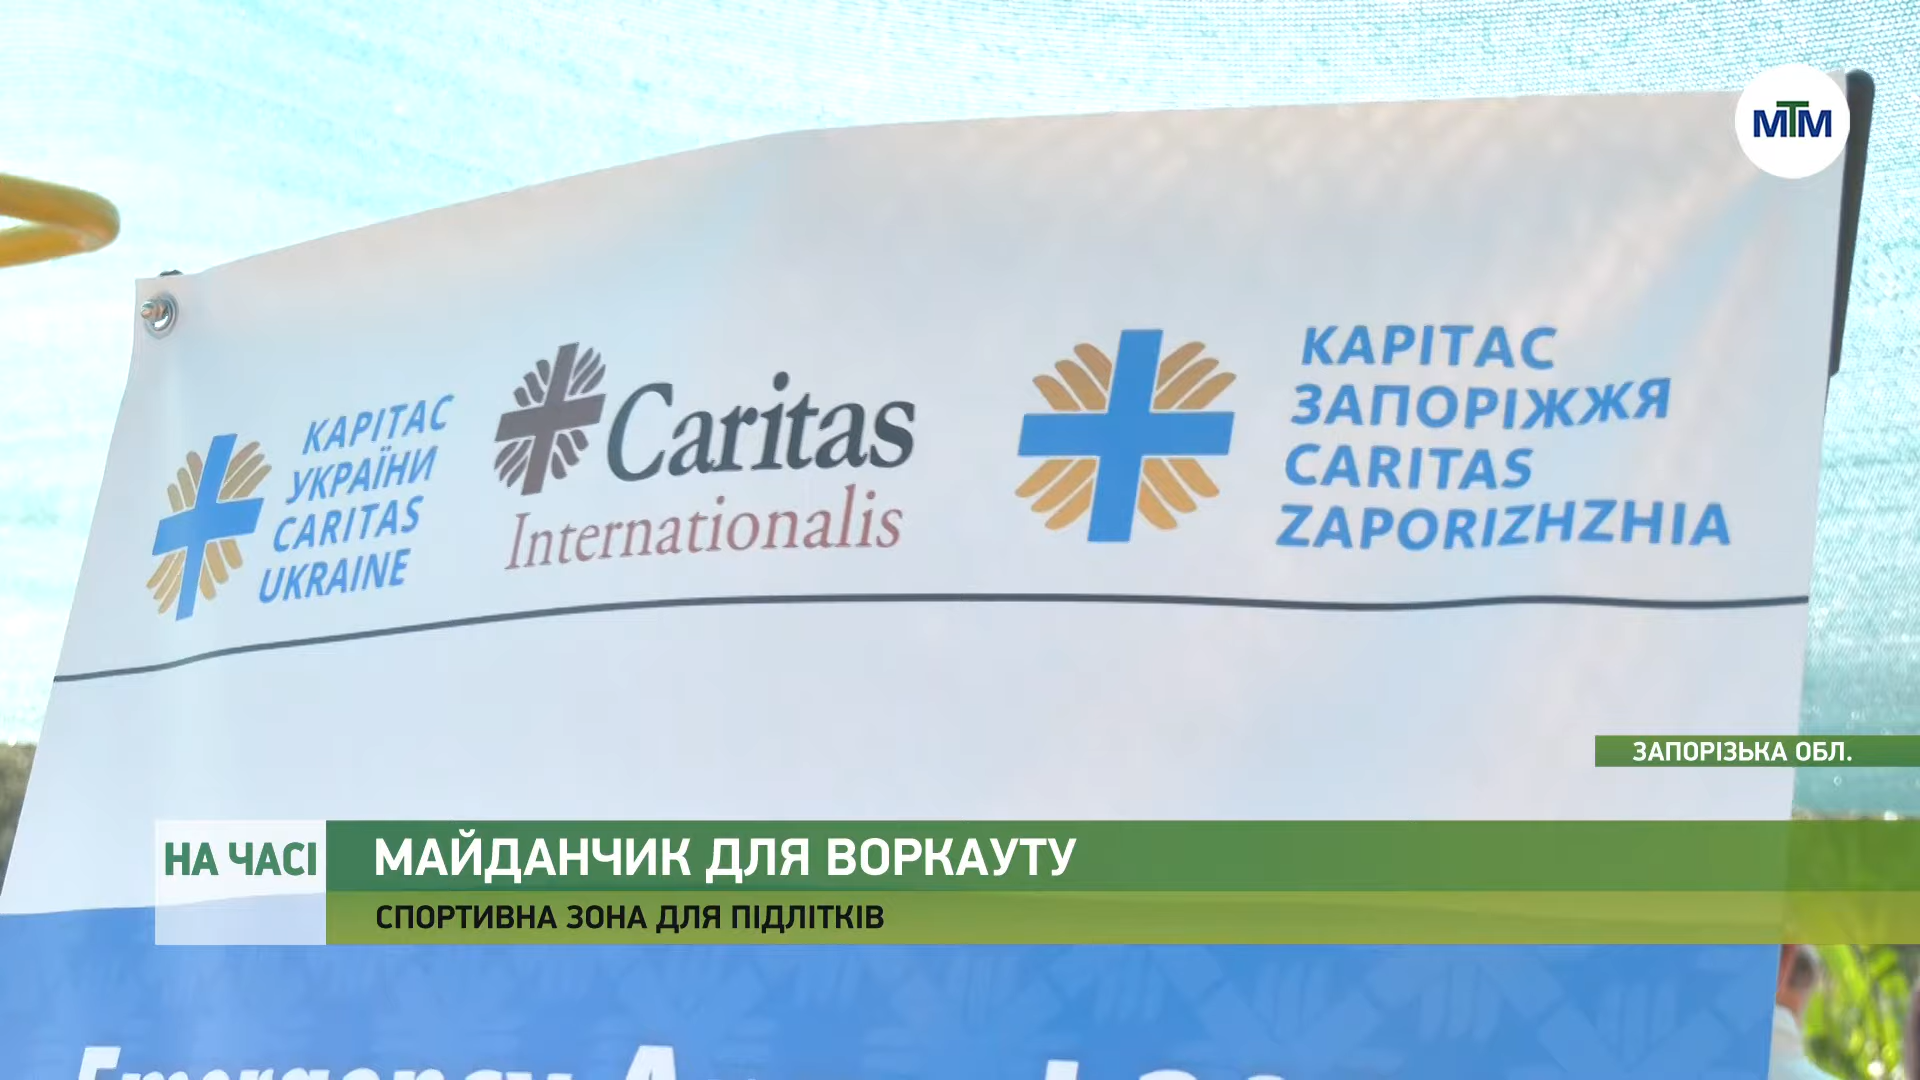 МТМ
КАРІТАС
УКРАЇНИ
CARITAS
UKRAINE
Caritas
Internationalis
КАРІТАС
ЗАПОРІЖЖЯ
CARITAS
ZAPORIZHZHIA
ЗАПОРІЗЬКА ОБЛ.
НА ЧАСІ
МАЙДАНЧИК ДЛЯ ВОРКАУТУ
СПОРТИВНА ЗОНА ДЛЯ ПІДЛІТКІВ
Emergency